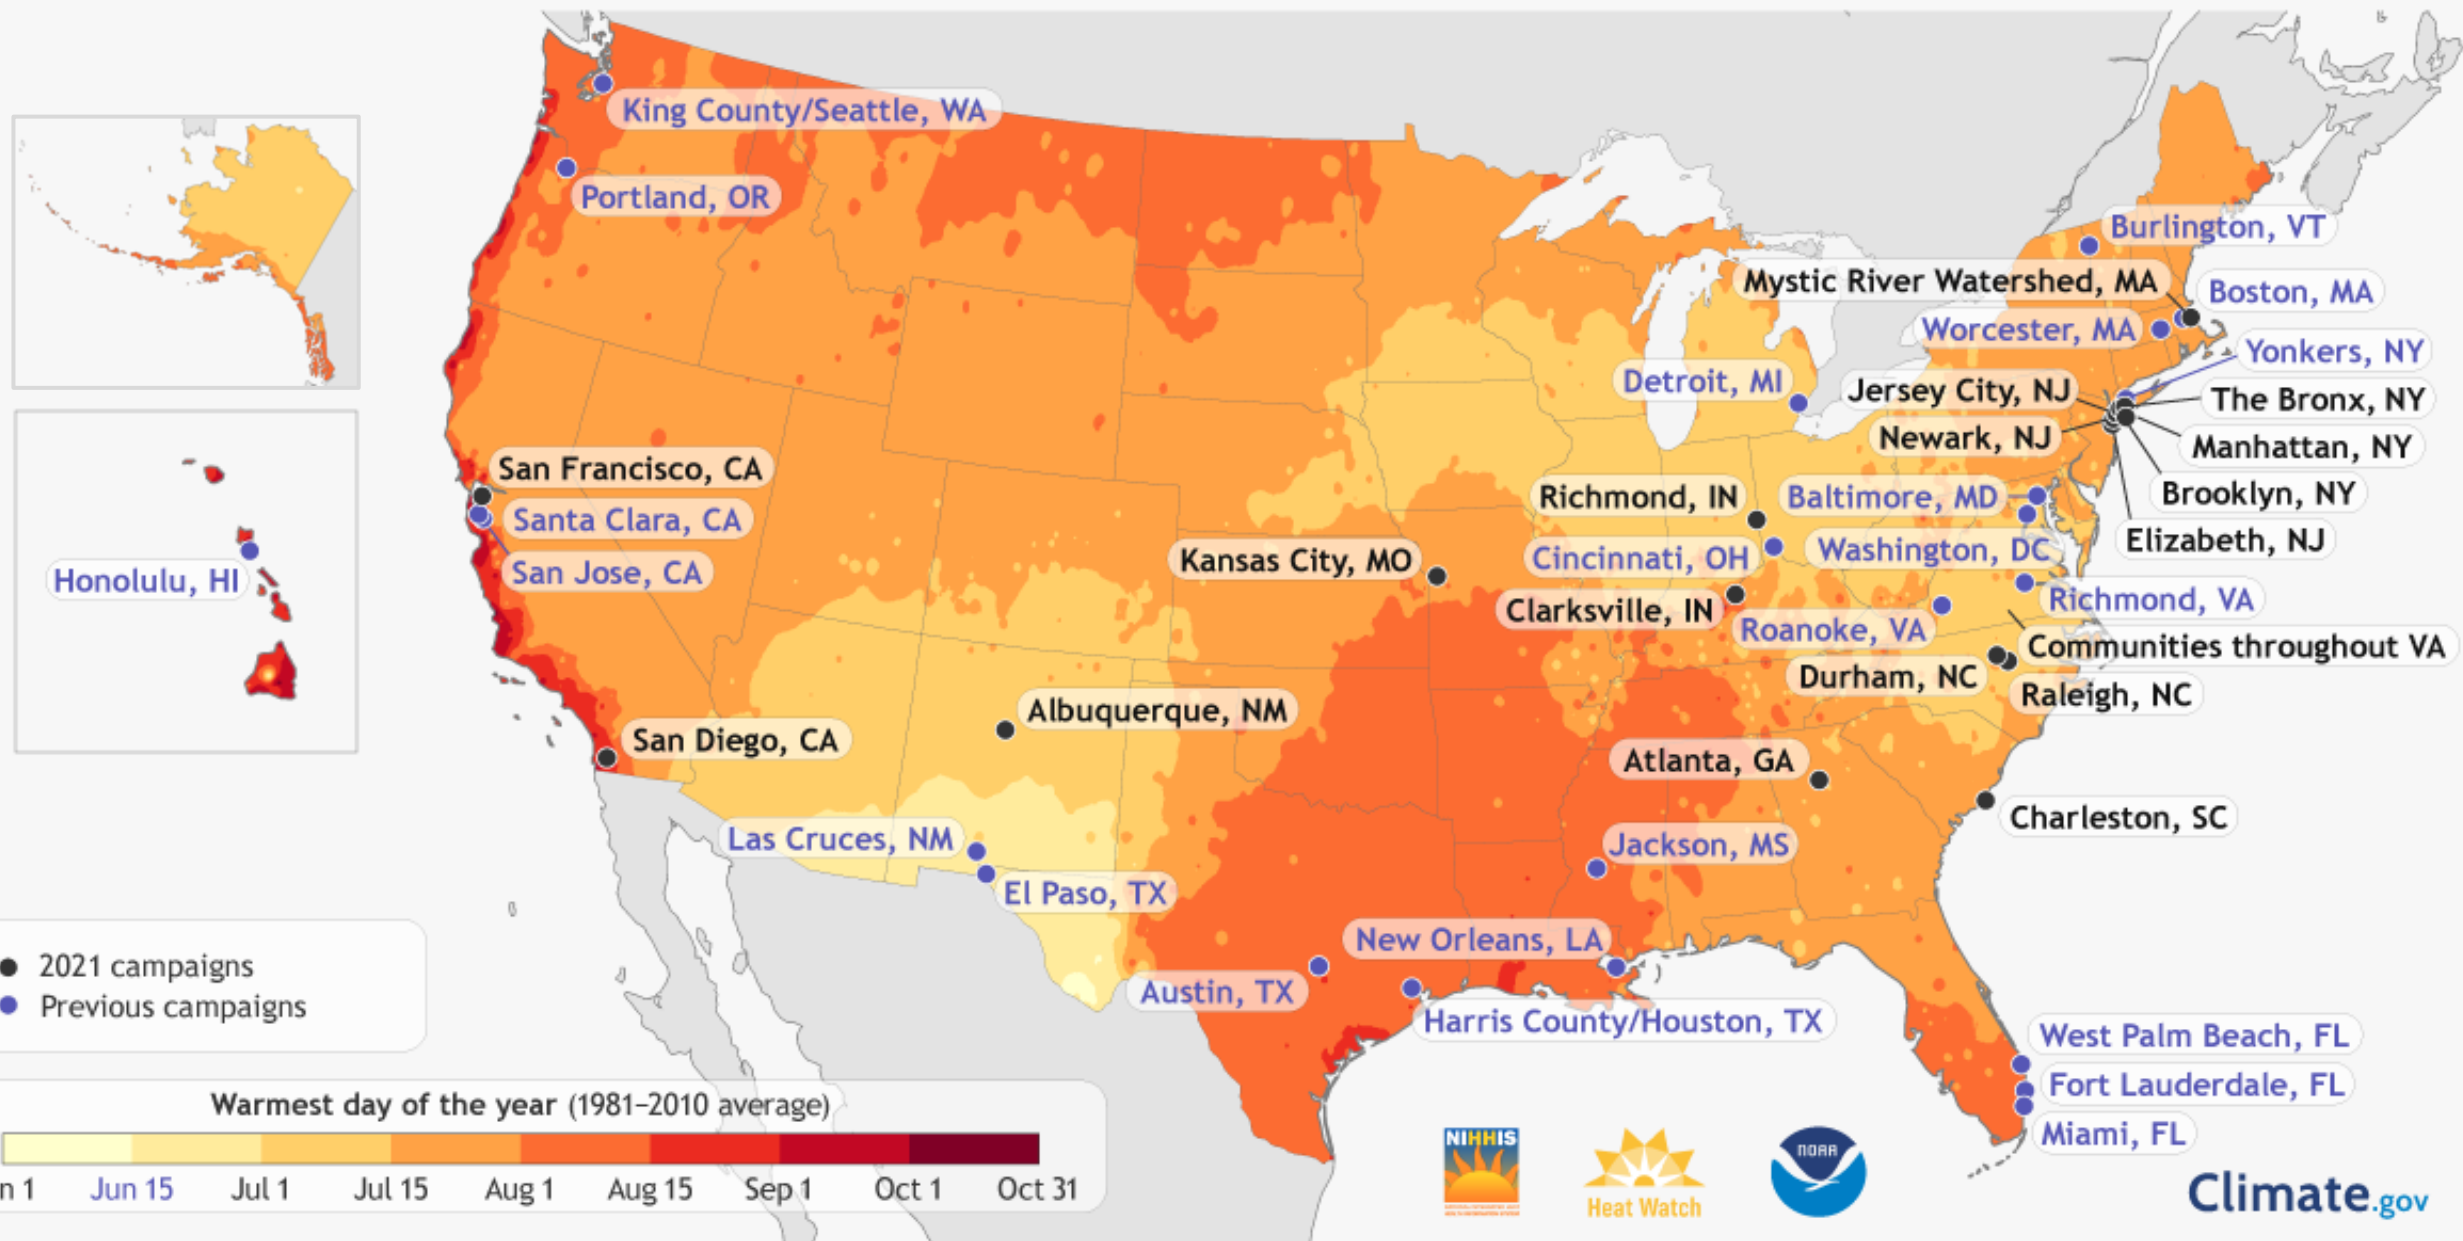 King County/Seattle, WA
Portland, OR
Burlington, VT
Mystic River Watershed, MA
Boston, MA
Worcester, MA
Yonkers, NY
Detroit, MI
Jersey City, NJ
The Bronx, NY
Newark, NJ
Manhattan, NY
San Francisco, CA
Richmond, IN
Baltimore, MD
Brooklyn, NY
Santa Clara, CA
Elizabeth, NJ
Kansas City, MO
Cincinnati, OH
Washington, DC
San Jose, CA
Honolulu, HI
Clarksville, IN
Richmond, VA
Roanoke, VA
Communities throughout VA
Durham, NC
Raleigh, NC
Albuquerque, NM
San Diego, CA
Atlanta, GA
Charleston, SC
Las Cruces, NM
Jackson, MS
El Paso, TX
New Orleans, LA
Austin, TX
Harris County/Houston, TX
West Palm Beach, FL
Fort Lauderdale, FL
Miami, FL
2021 campaigns
Previous campaigns
Warmest day of the year (1981–2010 average)
n 1 Jun 15 Jul 1 Jul 15 Aug 1 Aug 15 Sep 1 Oct 1 Oct 31
NIHHIS
Heat Watch
NOAA
Climate.gov